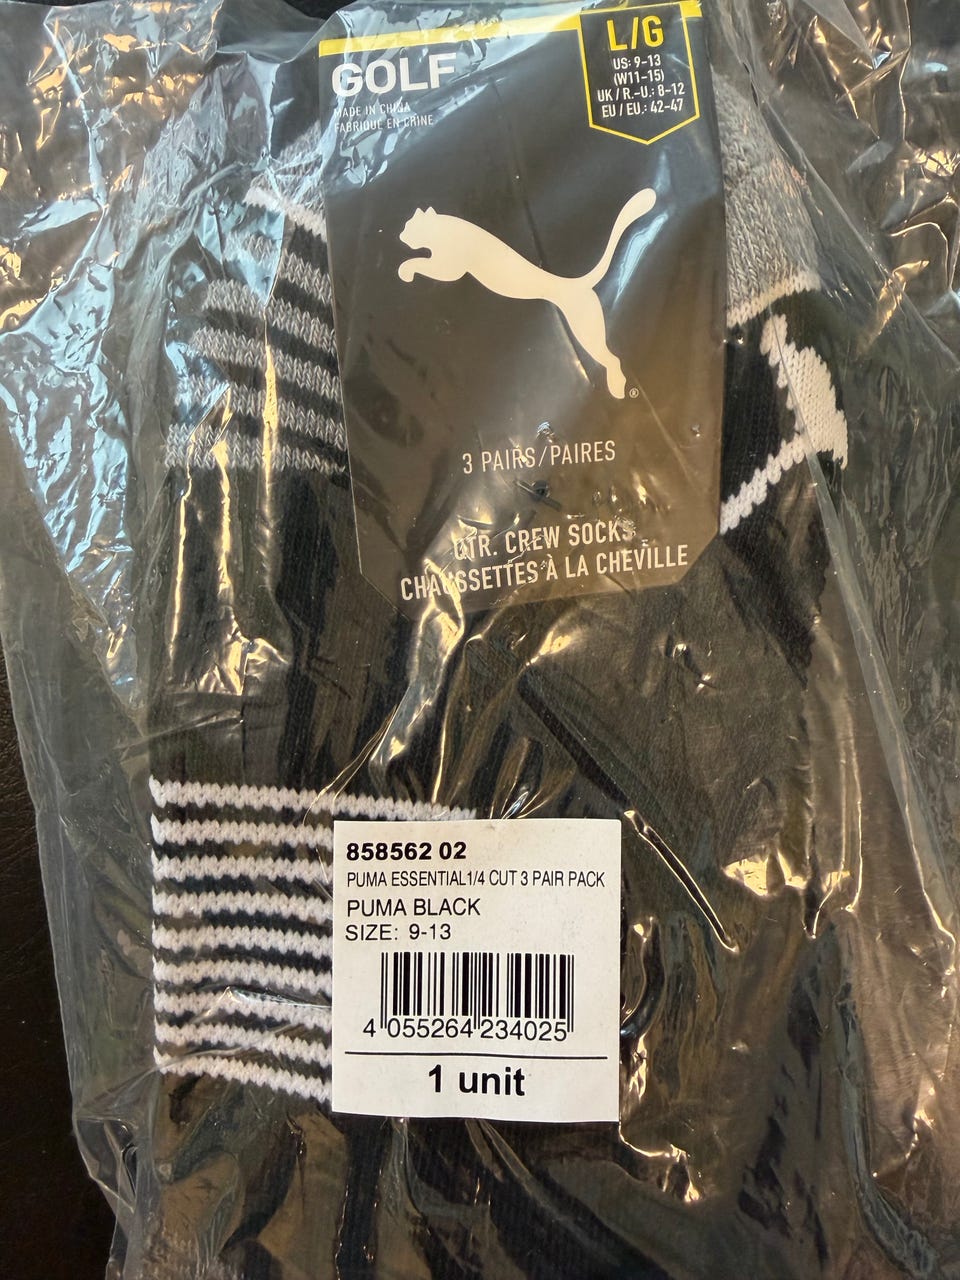 GOLF
MADE IN CHINA
FABRIQUÉ EN CHINE
L/G
US: 9-13
(W11-15)
UK / R.-U.: 8-12
EU / EU.: 42-47
®
3 PAIRS/PAIRES
QTR. CREW SOCKS
CHAUSSETTES À LA CHEVILLE
858562 02
PUMA ESSENTIAL1/4 CUT 3 PAIR PACK
PUMA BLACK
SIZE: 9-13
4 055264 234025
1 unit